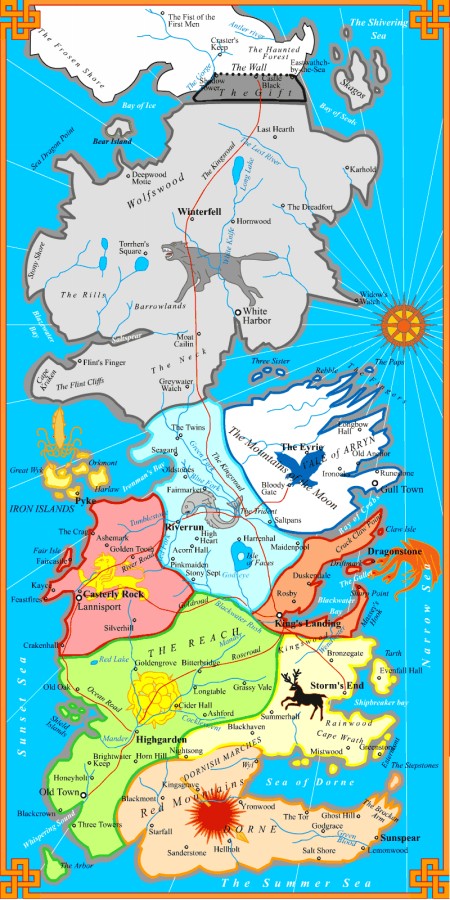 The Fist of the
First Men
The Shivering
Sea
Antler river
Craster's
Keep
The Haunted
Forest
The Frozen Shore
The Gorge
The Wall
Eastwatch-
by-the-Sea
Shadow
Tower
Castle
Black
The Gift
Skagos
Bay of Ice
Bay of Seals
Sea Dragon Point
Bear Island
Last Hearth
The Last River
The Kingsroad
Long Lake
Karhold
Deepwood
Motte
Wolfswood
The Dreadfort
Winterfell
Hornwood
White Knife
Stony Shore
Torrhen's
Square
The Rills
Barrowlands
Widow's
Watch
White
Harbor
Blazewater
Bay
Saltspear
Moat
Cailin
The Neck
Flint's Finger
Cape
Kraken
The Flint Cliffs
Greywater
Watch
Three Sister
The Paps
The Fingers
The Twins
Seagard
Longbow
Hall
The Eyrie
VALE of ARRYN
Old Anchor
The Mountains of the Moon
Great Wyk
Orkmont
Harlaw
Pyke
IRON ISLANDS
Ironman's Bay
Oldstones
Green Fork
Blue Fork
The Kingsroad
Fairmarket
Bloody
Gate
Ironoaks
Runestone
Gull Town
The Trident
Saltpans
Bay of Crabs
Riverrun
Tumblestone
The Crag
Ashemark
Golden Tooth
River Road
High
Heart
Acorn Hall
Harrenhal
Maidenpool
Isle
of Faces
Crack Claw Point
Claw Isle
Dragonstone
Fair Isle
Faircastle
Pinkmaiden
Stony Sept
Godseye
Driftmark
The Gullet
Duskendale
Sharp Point
Kayce
Feastfires
Casterly Rock
Lannisport
Rosby
Blackwater
Bay
Massey's
Hook
Goldroad
Blackwater Rush
King's Landing
Silverhill
Crakenhall
THE REACH
Mander
Kingswood
Narrow Sea
Bronzegate
Tarth
Evenfall Hall
Red Lake
Goldengrove
Bitterbridge
Roseroad
Old Oak
Ocean Road
Longtable
Grassy Vale
Storm's End
Shipbreaker bay
Sunset Sea
Shield
Islands
Cider Hall
Ashford
Cockleswent
Summerhall
Rainwood
Cape Wrath
Blackhaven
Mander
Highgarden
Nightsong
DORNISH MARCHES
Mistwood
Greenstone
Estermont
The Stepstones
Brightwater
Keep
Horn Hill
Wyl
Honeyholt
Kingsgrave
Red Mountains
Sea of Dorne
Old Town
Blackmont
Yronwood
The Tor
Ghost Hill
The Broken
Arm
Blackcrown
Whispering Sound
Three Towers
Starfall
DORNE
Godsgrace
Green
Blood
Sunspear
Lemonwood
Sandstone
Hellholt
Salt Shore
The Arbor
The Summer Sea